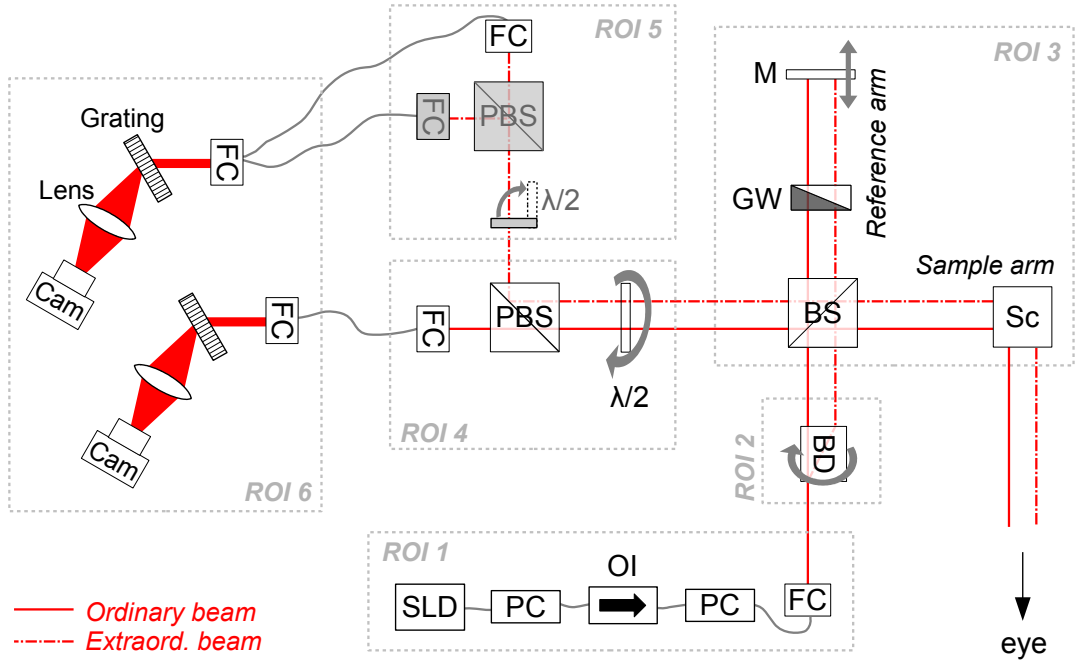 FC
ROI 5
ROI 3
M
Grating
FC
PBS
Reference arm
FC
Lens
λ/2
GW
Cam
Sample arm
FC
FC
PBS
BS
Sc
λ/2
Cam
ROI 4
ROI 2
BD
ROI 6
ROI 1
OI
SLD
PC
PC
FC
Ordinary beam
Extraord. beam
eye